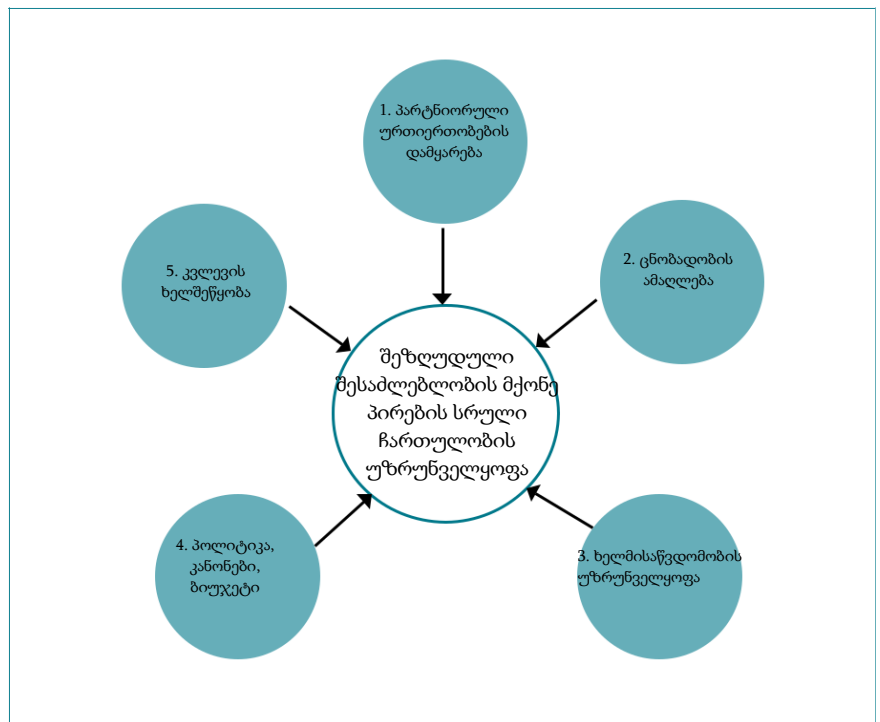 1. პარტნიორული
ურთიერთობების
დამყარება
2. ცნობადობის
ამაღლება
3. ხელმისაწვდომობის
უზრუნველყოფა
4. პოლიტიკა,
კანონები,
ბიუჯეტი
5. კვლევის
ხელშეწყობა
შეზღუდული
შესაძლებლობის მქონე
პირების სრული
ჩართულობის
უზრუნველყოფა